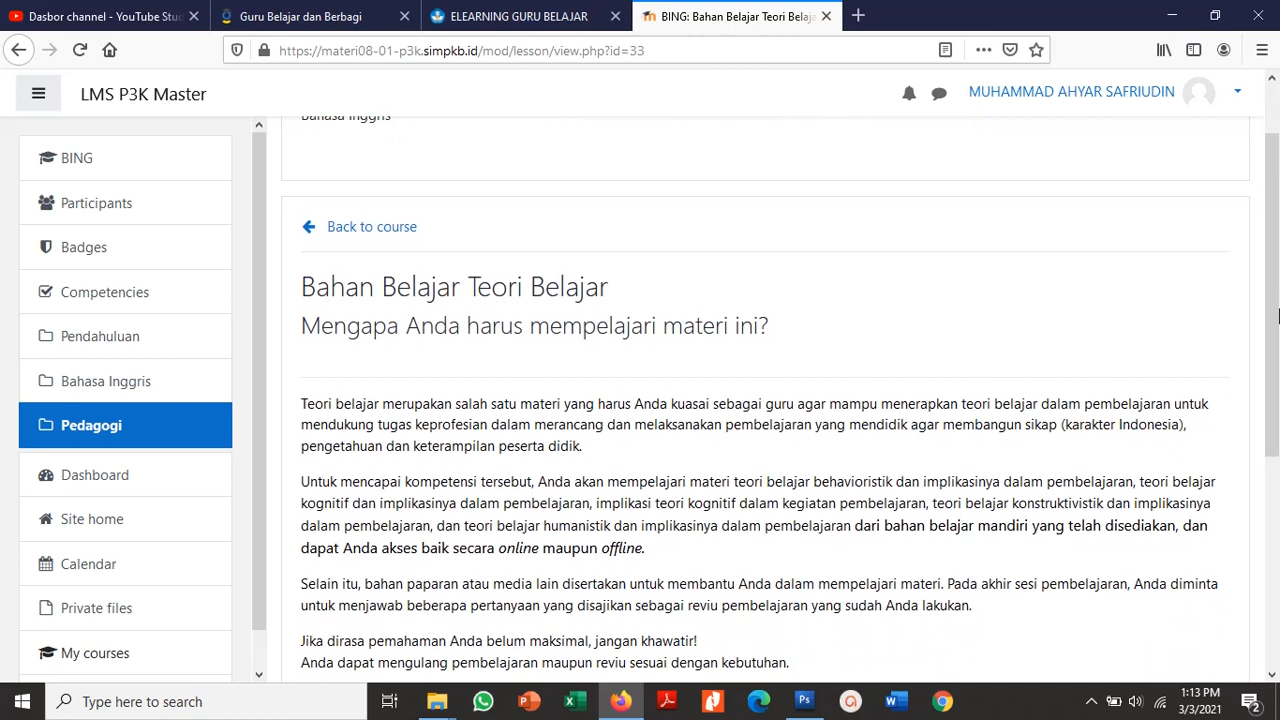 Dasbor channel - YouTube Stu
Guru Belajar dan Berbagi
ELEARNING GURU BELAJAR
BING: Bahan Belajar Teori Belaja
https://materi08-01-p3k.simpkb.id/mod/lesson/view.php?id=33
LMS P3K Master
MUHAMMAD AHYAR SAFRIUDIN
BING
Participants
Badges
Competencies
Pendahuluan
Bahasa Inggris
Pedagogi
Dashboard
Site home
Calendar
Private files
My courses
Bahasa Inggris
Back to course
Bahan Belajar Teori Belajar
Mengapa Anda harus mempelajari materi ini?
Teori belajar merupakan salah satu materi yang harus Anda kuasai sebagai guru agar mampu menerapkan teori belajar dalam pembelajaran untuk
mendukung tugas keprofesian dalam merancang dan melaksanakan pembelajaran yang mendidik agar membangun sikap (karakter Indonesia),
pengetahuan dan keterampilan peserta didik.
Untuk mencapai kompetensi tersebut, Anda akan mempelajari materi teori belajar behavioristik dan implikasinya dalam pembelajaran, teori belajar
kognitif dan implikasinya dalam pembelajaran, implikasi teori kognitif dalam kegiatan pembelajaran, teori belajar konstruktivistik dan implikasinya
dalam pembelajaran, dan teori belajar humanistik dan implikasinya dalam pembelajaran dari bahan belajar mandiri yang telah disediakan, dan
dapat Anda akses baik secara online maupun offline.
Selain itu, bahan paparan atau media lain disertakan untuk membantu Anda dalam mempelajari materi. Pada akhir sesi pembelajaran, Anda diminta
untuk menjawab beberapa pertanyaan yang disajikan sebagai reviu pembelajaran yang sudah Anda lakukan.
Jika dirasa pemahaman Anda belum maksimal, jangan khawatir!
Anda dapat mengulang pembelajaran maupun reviu sesuai dengan kebutuhan.
Type here to search
1:13 PM
3/3/2021
2